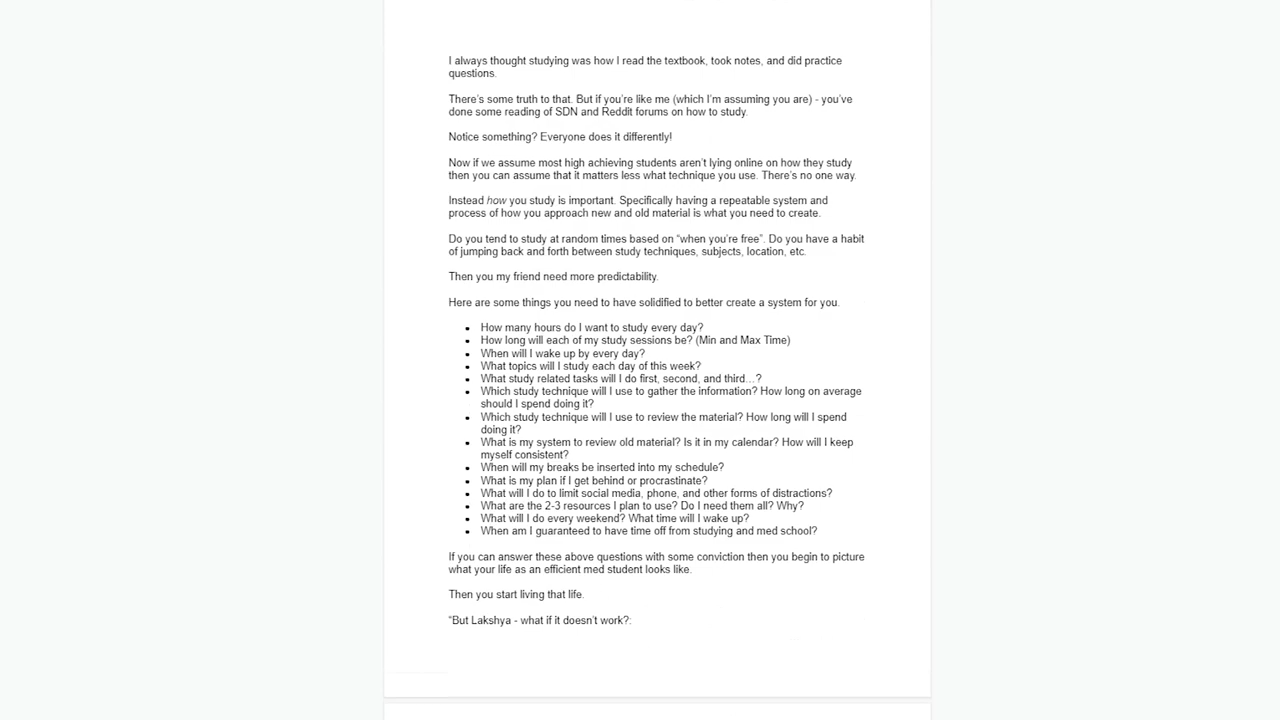 I always thought studying was how I read the textbook, took notes, and did practice
questions.
There's some truth to that. But if you're like me (which I'm assuming you are) - you've
done some reading of SDN and Reddit forums on how to study.
Notice something? Everyone does it differently!
Now if we assume most high achieving students aren't lying online on how they study
then you can assume that it matters less what technique you use. There's no one way.
Instead how you study is important. Specifically having a repeatable system and
process of how you approach new and old material is what you need to create.
Do you tend to study at random times based on “when you're free”. Do you have a habit
of jumping back and forth between study techniques, subjects, location, etc.
Then you my friend need more predictability.
Here are some things you need to have solidified to better create a system for you.
• How many hours do I want to study every day?
• How long will each of my study sessions be? (Min and Max Time)
• When will I wake up by every day?
• What topics will I study each day of this week?
• What study related tasks will I do first, second, and third…?
• Which study technique will I use to gather the information? How long on average
should I spend doing it?
• Which study technique will I use to review the material? How long will I spend
doing it?
• What is my system to review old material? Is it in my calendar? How will I keep
myself consistent?
• When will my breaks be inserted into my schedule?
• What is my plan if I get behind or procrastinate?
• What will I do to limit social media, phone, and other forms of distractions?
• What are the 2-3 resources I plan to use? Do I need them all? Why?
• What will I do every weekend? What time will I wake up?
• When am I guaranteed to have time off from studying and med school?
If you can answer these above questions with some conviction then you begin to picture
what your life as an efficient med student looks like.
Then you start living that life.
“But Lakshya - what if it doesn't work?: